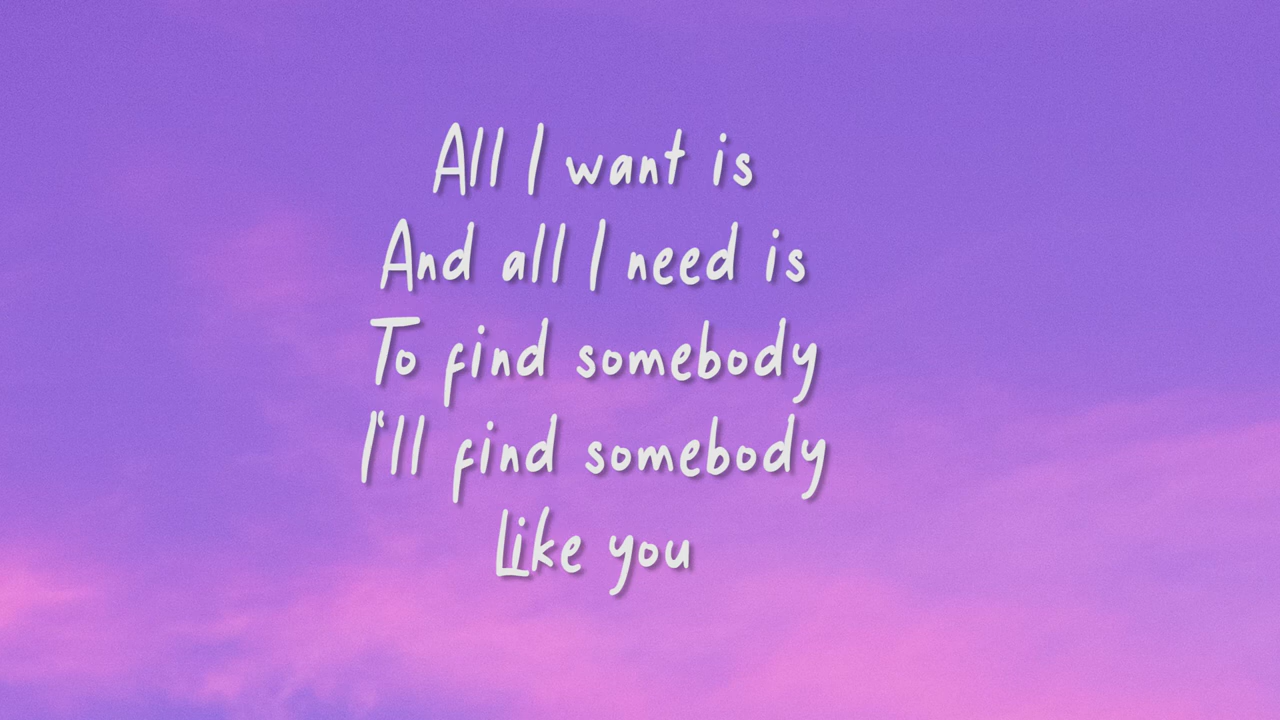 All I want is
And all I need is
To find somebody
I'll find somebody
Like you